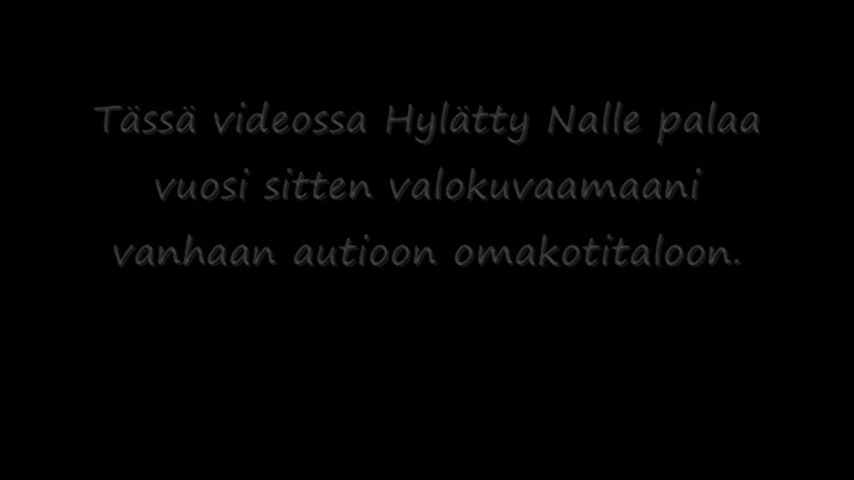 Tässä videossa Hylätty Nalle palaa
vuosi sitten valokuvaamaani
vanhaan autioon omakotitaloon.